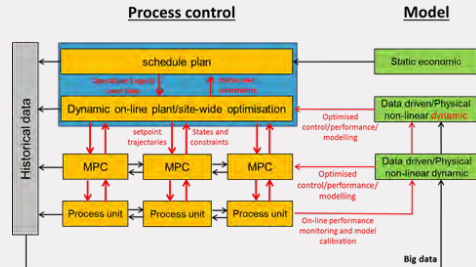 Process control
Model
schedule plan
Static economic
Historical data
Dynamic on-line plant/site-wide optimisation
Data driven/Physical
non-linear dynamic
Optimised
control/performance/
modelling
setpoint
trajectories
States and
constraints
MPC
MPC
MPC
Data driven/Physical
non-linear dynamic
Optimised
control/performance/
modelling
Process unit
Process unit
Process unit
On-line performance
monitoring and model
calibration
Big data